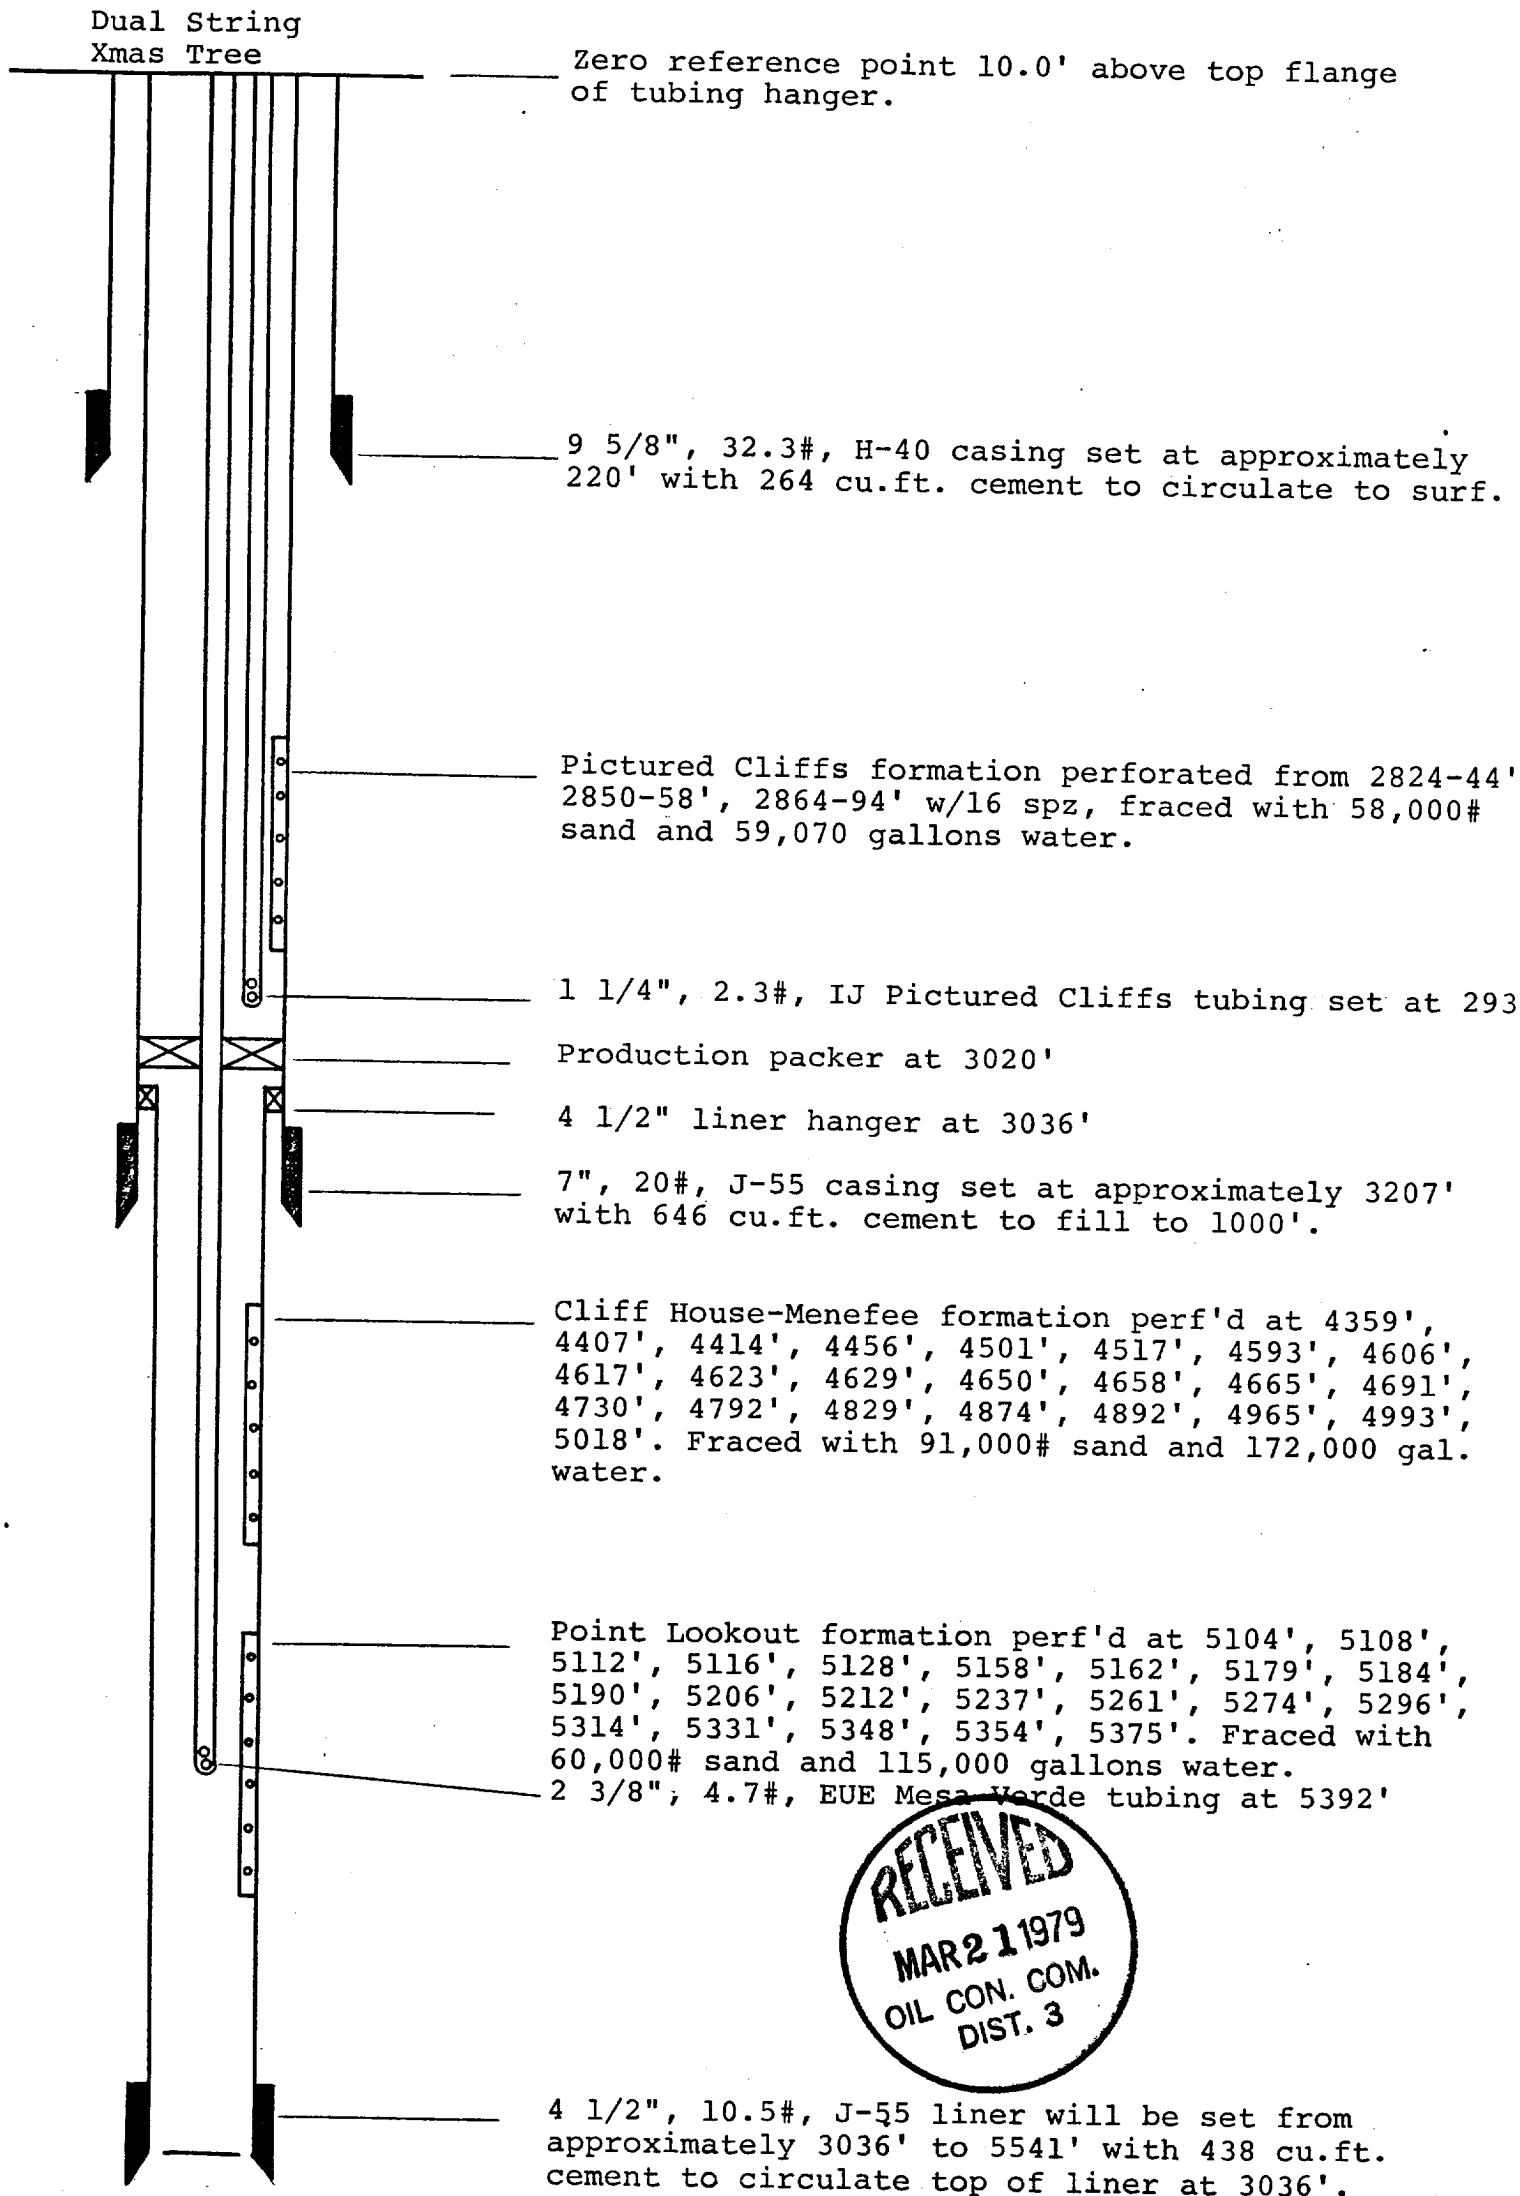 Dual String
Xmas Tree
Zero reference point 10.0' above top flange
of tubing hanger.
9 5/8", 32.3#, H-40 casing set at approximately
220' with 264 cu.ft. cement to circulate to surf.
Pictured Cliffs formation perforated from 2824-44'
2850-58', 2864-94' w/16 spz, fraced with 58,000#
sand and 59,070 gallons water.
1 1/4", 2.3#, IJ Pictured Cliffs tubing set at 293
Production packer at 3020'
4 1/2" liner hanger at 3036'
7", 20#, J-55 casing set at approximately 3207'
with 646 cu.ft. cement to fill to 1000'.
Cliff House-Menefee formation perf'd at 4359',
4407', 4414', 4456', 4501', 4517', 4593', 4606',
4617', 4623', 4629', 4650', 4658', 4665', 4691',
4730', 4792', 4829', 4874', 4892', 4965', 4993',
5018'. Fraced with 91,000# sand and 172,000 gal.
water.
Point Lookout formation perf'd at 5104', 5108',
5112', 5116', 5128', 5158', 5162', 5179', 5184',
5190', 5206', 5212', 5237', 5261', 5274', 5296',
5314', 5331', 5348', 5354', 5375'. Fraced with
60,000# sand and 115,000 gallons water.
2 3/8", 4.7#, EUE Mesa Verde tubing at 5392'
RECEIVED
MAR 21 1979
OIL CON. COM.
DIST. 3
4 1/2", 10.5#, J-55 liner will be set from
approximately 3036' to 5541' with 438 cu.ft.
cement to circulate top of liner at 3036'.